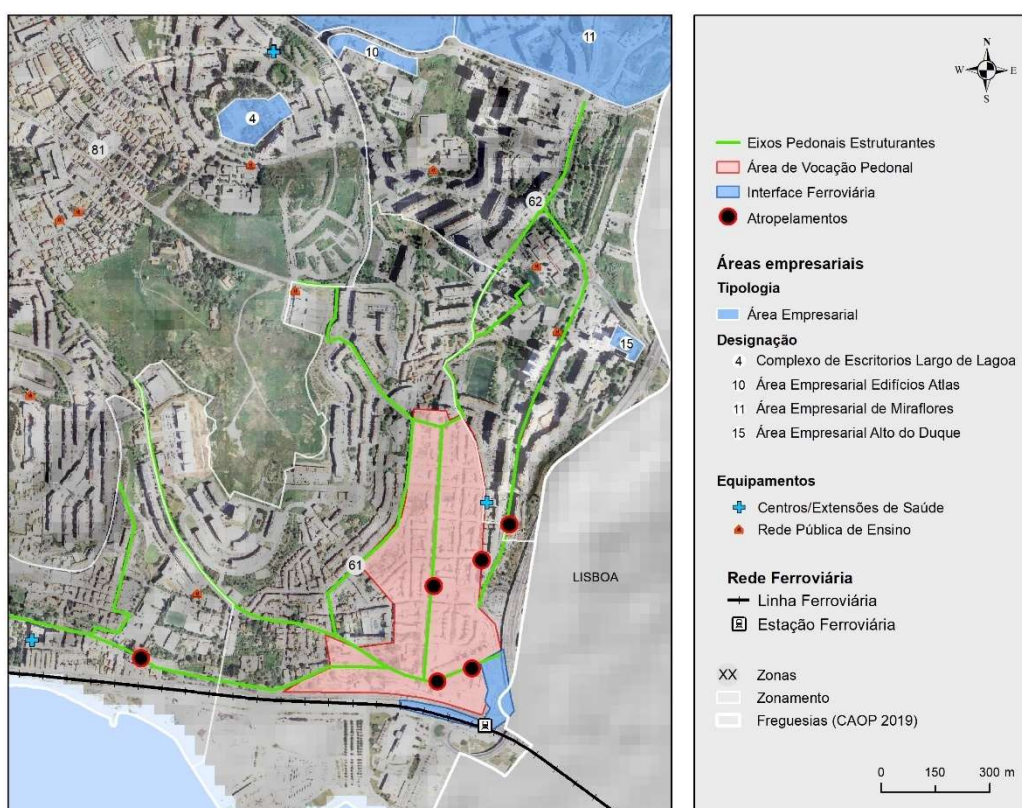 11
10
4
81
62
15
61
LISBOA
N
W E
S
Eixos Pedonais Estruturantes
Área de Vocação Pedonal
Interface Ferroviária
Atropelamentos
Áreas empresariais
Tipologia
Área Empresarial
Designação
4 Complexo de Escritorios Largo de Lagoa
10 Área Empresarial Edifícios Atlas
11 Área Empresarial de Miraflores
15 Área Empresarial Alto do Duque
Equipamentos
Centros/Extensões de Saúde
Rede Pública de Ensino
Rede Ferroviária
Linha Ferroviária
Estação Ferroviária
XX Zonas
Zonamento
Freguesias (CAOP 2019)
0 150 300 m